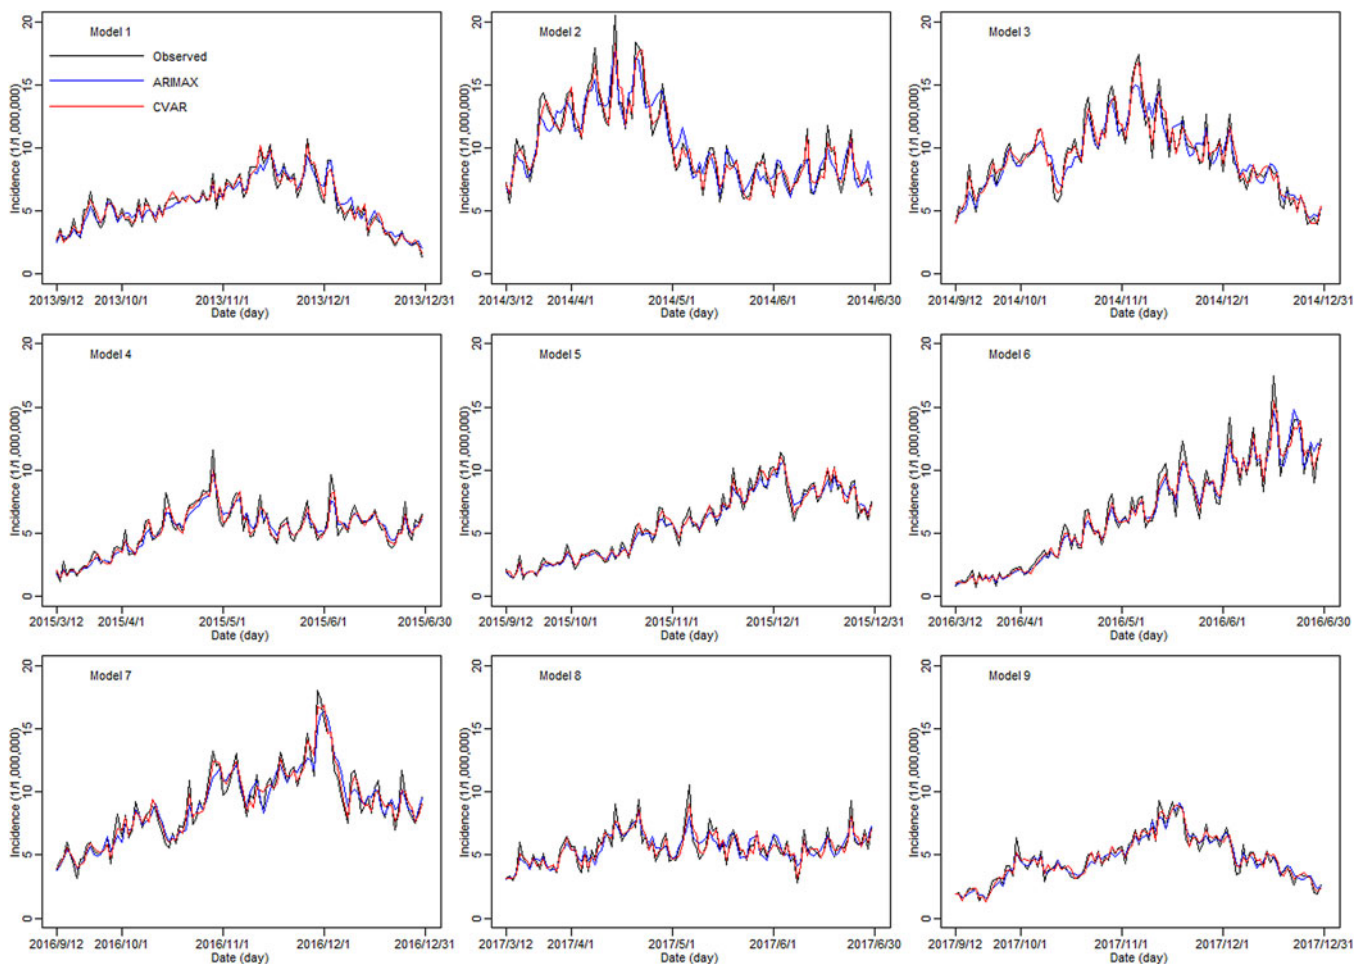 Model 1
Observed
ARIMAX
CVAR
Incidence (1/1,000,000)
0 5 10 15 20
2013/9/12 2013/10/1 2013/11/1 2013/12/1 2013/12/31
Date (day)
Model 2
Incidence (1/1,000,000)
0 5 10 15 20
2014/3/12 2014/4/1 2014/5/1 2014/6/1 2014/6/30
Date (day)
Model 3
Incidence (1/1,000,000)
0 5 10 15 20
2014/9/12 2014/10/1 2014/11/1 2014/12/1 2014/12/31
Date (day)
Model 4
Incidence (1/1,000,000)
0 5 10 15 20
2015/3/12 2015/4/1 2015/5/1 2015/6/1 2015/6/30
Date (day)
Model 5
Incidence (1/1,000,000)
0 5 10 15 20
2015/9/12 2015/10/1 2015/11/1 2015/12/1 2015/12/31
Date (day)
Model 6
Incidence (1/1,000,000)
0 5 10 15 20
2016/3/12 2016/4/1 2016/5/1 2016/6/1 2016/6/30
Date (day)
Model 7
Incidence (1/1,000,000)
0 5 10 15 20
2016/9/12 2016/10/1 2016/11/1 2016/12/1 2016/12/31
Date (day)
Model 8
Incidence (1/1,000,000)
0 5 10 15 20
2017/3/12 2017/4/1 2017/5/1 2017/6/1 2017/6/30
Date (day)
Model 9
Incidence (1/1,000,000)
0 5 10 15 20
2017/9/12 2017/10/1 2017/11/1 2017/12/1 2017/12/31
Date (day)